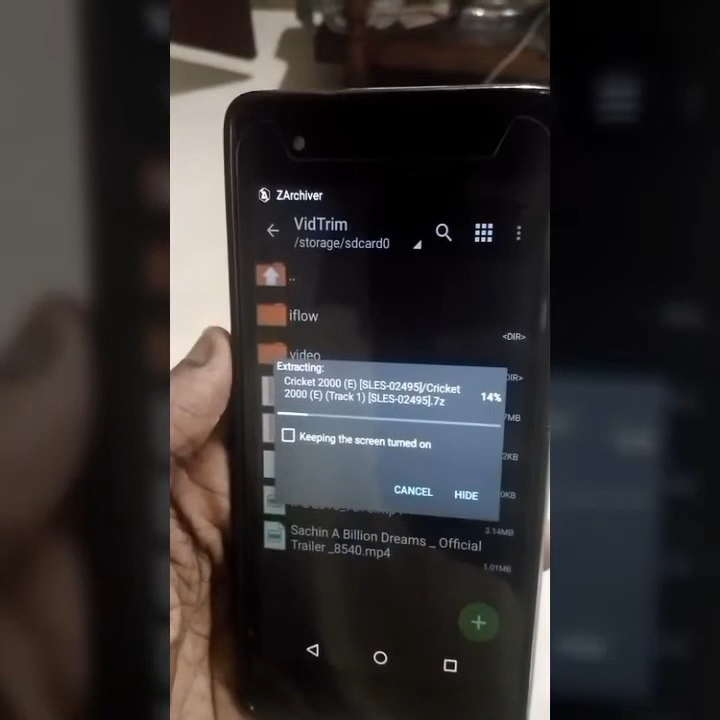 ZArchiver
VidTrim
/storage/sdcard0
..
iflow
<DIR>
video
Extracting:
Cricket 2000 (E) [SLES-02495]/Cricket
2000 (E) (Track 1) [SLES-02495].7z
14%
Keeping the screen turned on
CANCEL
HIDE
3.14MB
Sachin A Billion Dreams _ Official
Trailer _8540.mp4
1.01MB